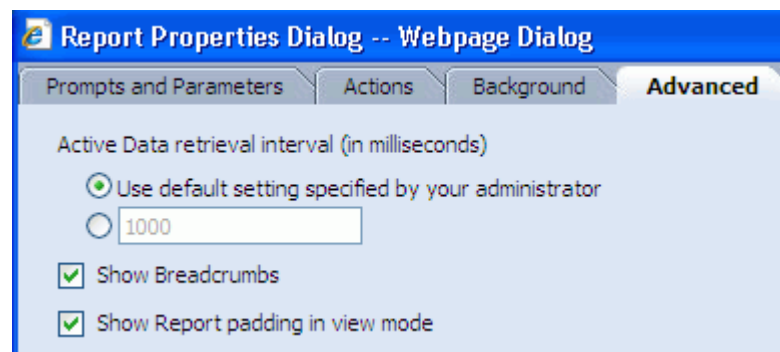 Report Properties Dialog -- Webpage Dialog
Prompts and Parameters Actions Background Advanced
Active Data retrieval interval (in milliseconds)
Use default setting specified by your administrator
1000
Show Breadcrumbs
Show Report padding in view mode